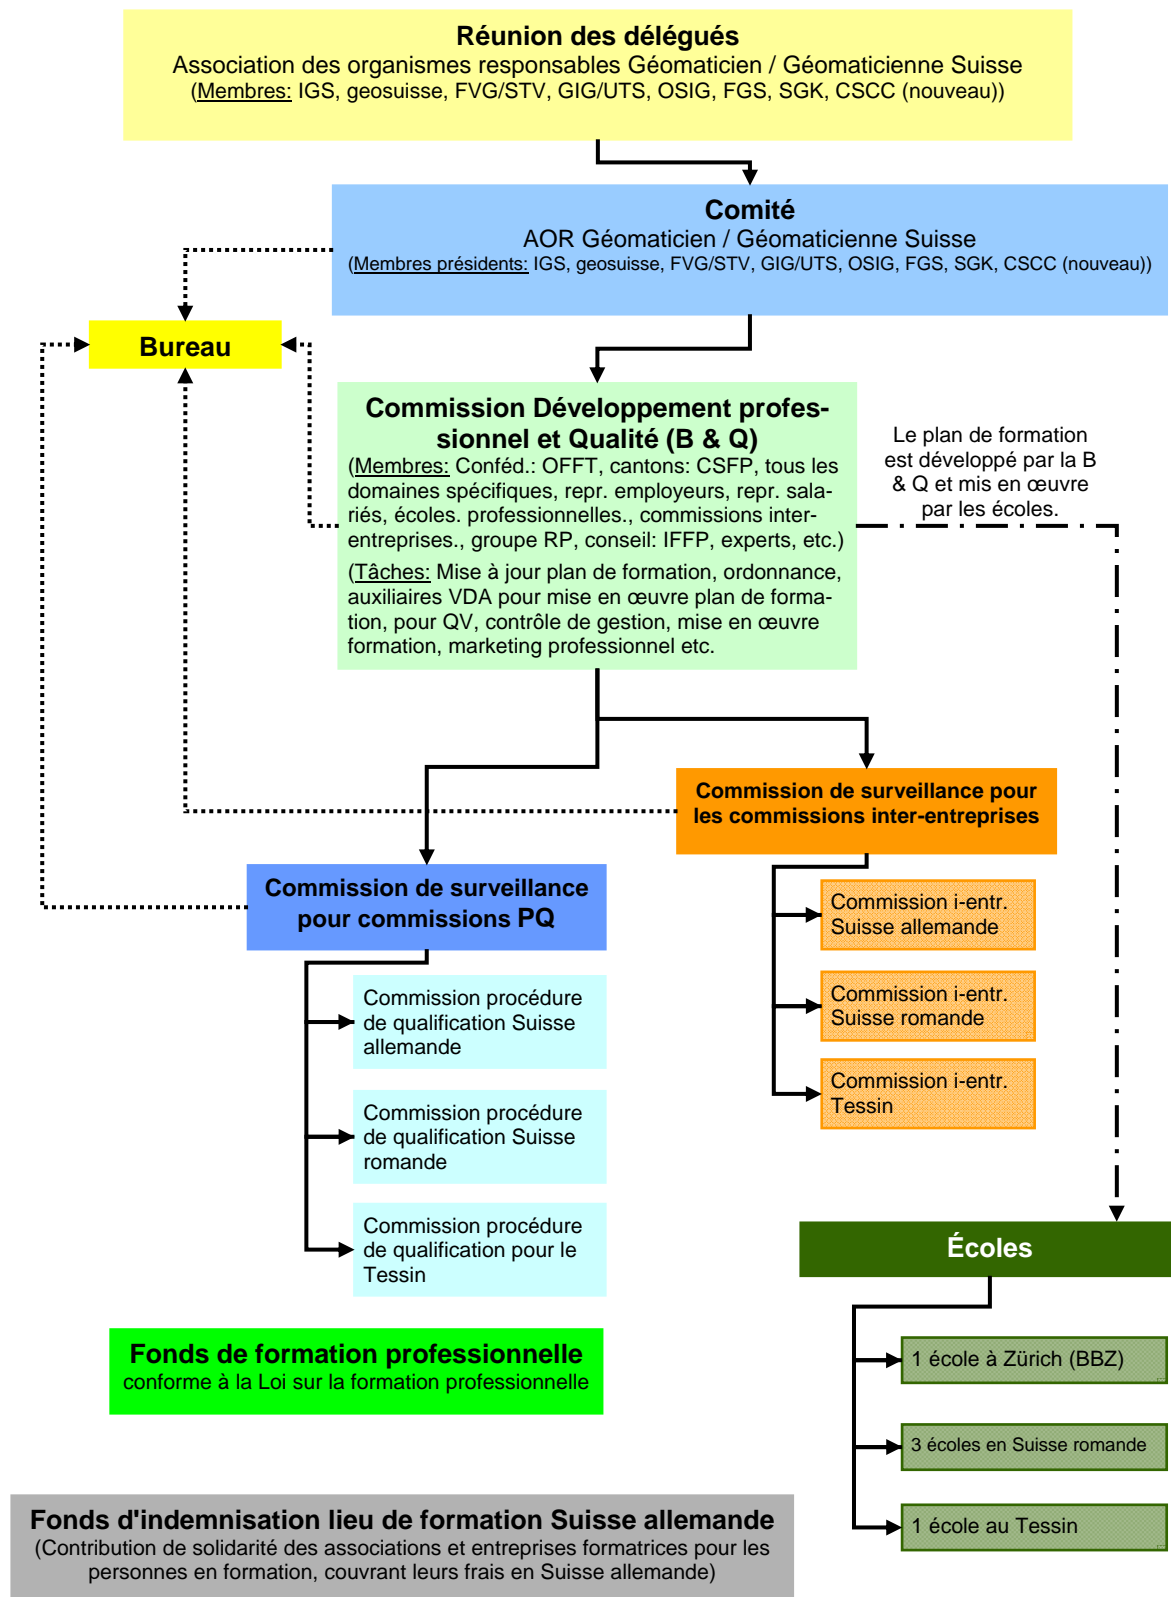 Réunion des délégués
Association des organismes responsables Géomaticien / Géomaticienne Suisse
(Membres: IGS, geosuisse, FVG/STV, GIG/UTS, OSIG, FGS, SGK, CSCC (nouveau))
Comité
AOR Géomaticien / Géomaticienne Suisse
(Membres présidents: IGS, geosuisse, FVG/STV, GIG/UTS, OSIG, FGS, SGK, CSCC (nouveau))
Bureau
Commission Développement profes-
sionnel et Qualité (B & Q)
(Membres: Conféd.: OFFT, cantons: CSFP, tous les
domaines spécifiques, repr. employeurs, repr. sala-
riés, écoles. professionnelles., commissions inter-
entreprises., groupe RP, conseil: IFFP, experts, etc.)
(Tâches: Mise à jour plan de formation, ordonnance,
auxiliaires VDA pour mise en œuvre plan de forma-
tion, pour QV, contrôle de gestion, mise en œuvre
formation, marketing professionnel etc.
Le plan de formation
est développé par la B
& Q et mis en œuvre
par les écoles.
Commission de surveillance pour
les commissions inter-entreprises
Commission de surveillance
pour commissions PQ
Commission i-entr.
Suisse allemande
Commission i-entr.
Suisse romande
Commission i-entr.
Tessin
Commission procédure
de qualification Suisse
allemande
Commission procédure
de qualification Suisse
romande
Commission procédure
de qualification pour le
Tessin
Écoles
1 école à Zürich (BBZ)
3 écoles en Suisse romande
1 école au Tessin
Fonds de formation professionnelle
conforme à la Loi sur la formation professionnelle
Fonds d'indemnisation lieu de formation Suisse allemande
(Contribution de solidarité des associations et entreprises formatrices pour les
personnes en formation, couvrant leurs frais en Suisse allemande)